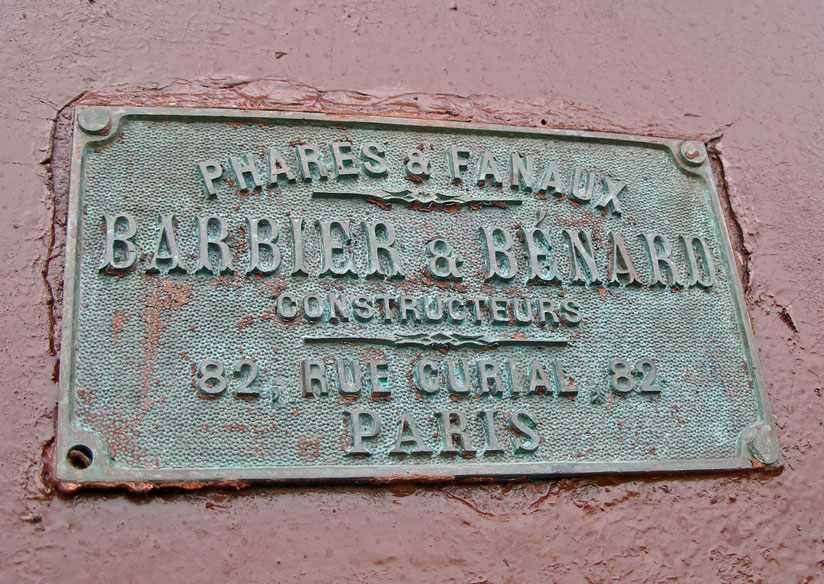 PHARES & FANAUX
BARBIER & BÉNARD
CONSTRUCTEURS
82, RUE CURIAL, 82
PARIS